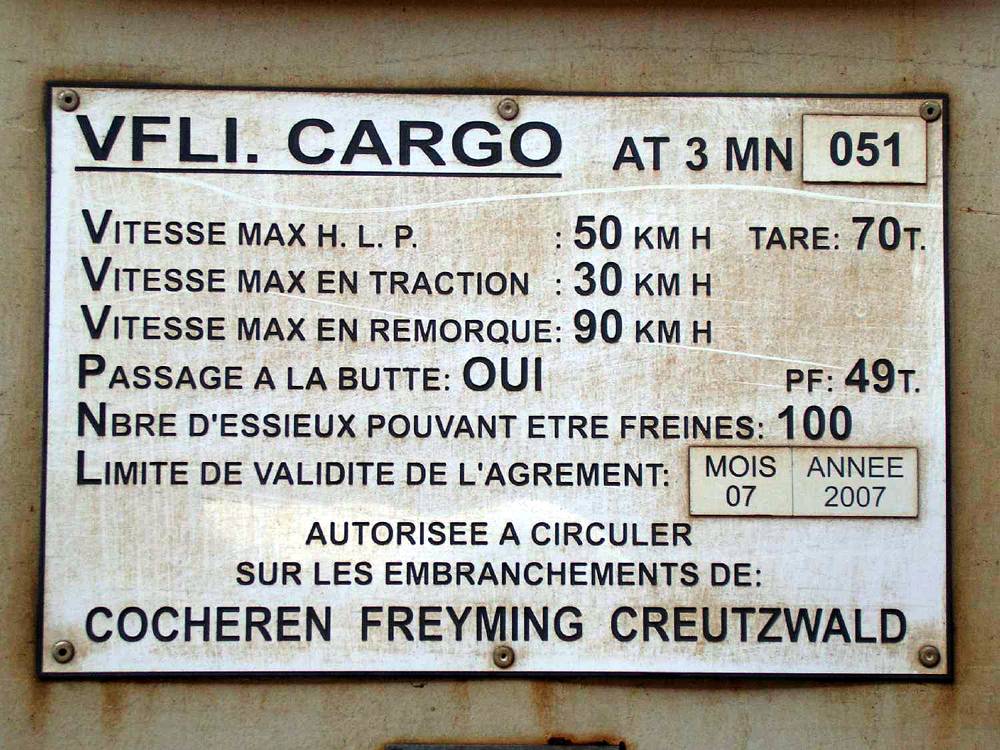 VFLI. CARGO AT 3 MN 051
VITESSE MAX H. L. P. : 50 KM H TARE: 70T.
VITESSE MAX EN TRACTION : 30 KM H
VITESSE MAX EN REMORQUE: 90 KM H
PASSAGE A LA BUTTE: OUI PF: 49T.
NBRE D'ESSIEUX POUVANT ETRE FREINES: 100
LIMITE DE VALIDITE DE L'AGREMENT: MOIS ANNEE
07 2007
AUTORISEE A CIRCULER
SUR LES EMBRANCHEMENTS DE:
COCHEREN FREYMING CREUTZWALD